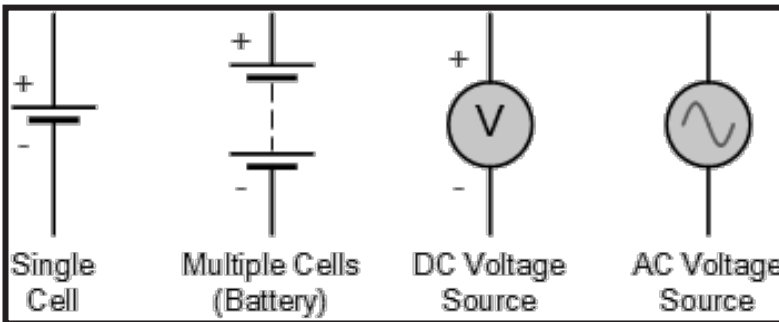 +
-
Single
Cell
+
-
Multiple Cells
(Battery)
+
V
-
DC Voltage
Source
AC Voltage
Source